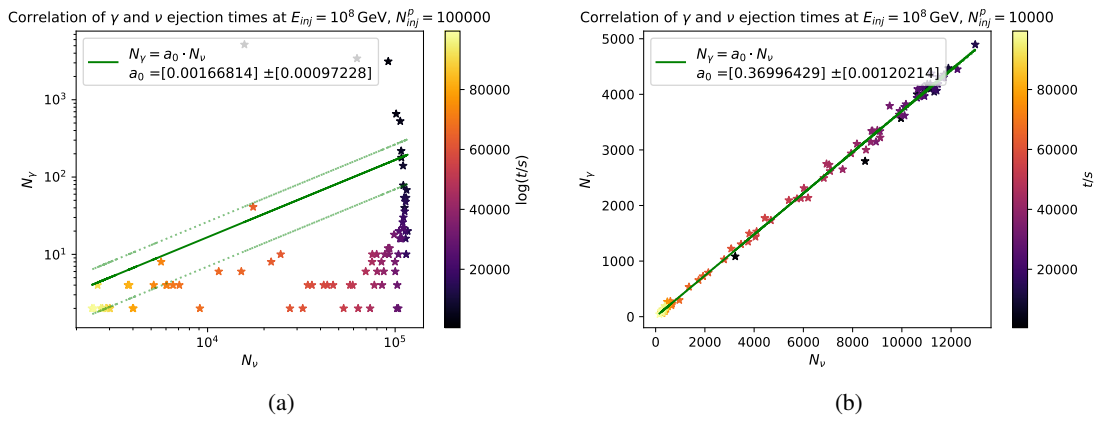 Correlation of γ and ν ejection times at E_inj = 10^8 GeV, N^p_inj = 100000
N_γ = a_0 · N_ν
a_0 =[0.00166814] ±[0.00097228]
10^3
10^2
10^1
N_γ
10^4
10^5
N_ν
80000
60000
40000
20000
log(t/s)
(a)
Correlation of γ and ν ejection times at E_inj = 10^8 GeV, N^p_inj = 10000
N_γ = a_0 · N_ν
a_0 =[0.36996429] ±[0.00120214]
5000
4000
3000
2000
1000
0
N_γ
0
2000
4000
6000
8000
10000
12000
N_ν
80000
60000
40000
20000
t/s
(b)